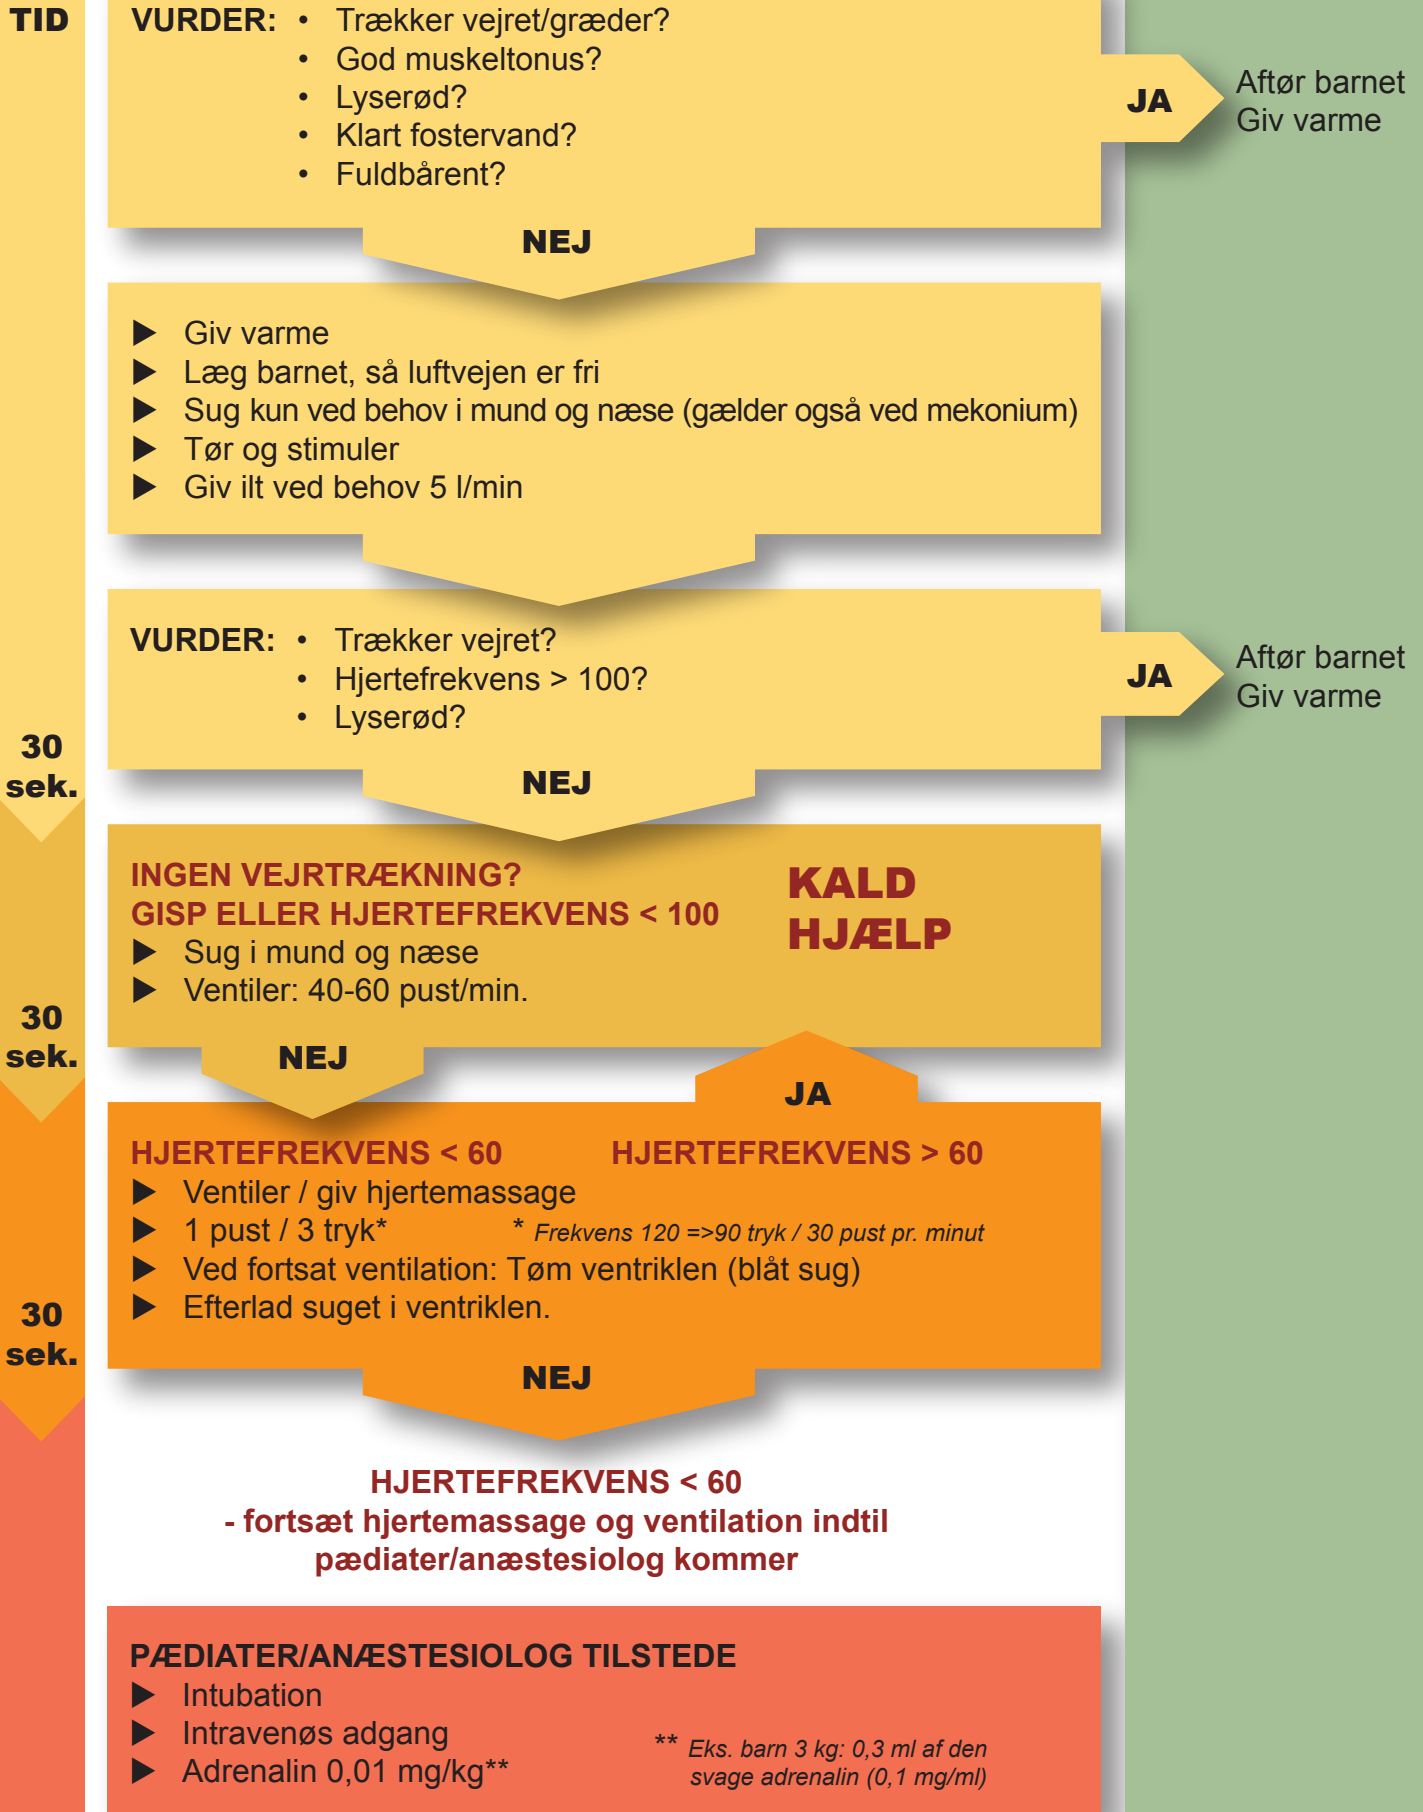 TID
VURDER: • Trækker vejret/græder?
• God muskeltonus?
• Lyserød?
• Klart fostervand?
• Fuldbårent?
JA
Aftør barnet
Giv varme
NEJ
▶ Giv varme
▶ Læg barnet, så luftvejen er fri
▶ Sug kun ved behov i mund og næse (gælder også ved mekonium)
▶ Tør og stimuler
▶ Giv ilt ved behov 5 l/min
VURDER: • Trækker vejret?
• Hjertefrekvens > 100?
• Lyserød?
JA
Aftør barnet
Giv varme
30
sek.
NEJ
INGEN VEJRTRÆKNING?
GISP ELLER HJERTEFREKVENS < 100
▶ Sug i mund og næse
▶ Ventiler: 40-60 pust/min.
KALD
HJÆLP
30
sek.
NEJ
JA
HJERTEFREKVENS < 60
HJERTEFREKVENS > 60
▶ Ventiler / giv hjertemassage
▶ 1 pust / 3 tryk*
* Frekvens 120 =>90 tryk / 30 pust pr. minut
▶ Ved fortsat ventilation: Tøm ventriklen (blåt sug)
▶ Efterlad suget i ventriklen.
30
sek.
NEJ
HJERTEFREKVENS < 60
- fortsæt hjertemassage og ventilation indtil
pædiater/anæstesiolog kommer
PÆDIATER/ANÆSTESIOLOG TILSTEDE
▶ Intubation
▶ Intravenøs adgang
▶ Adrenalin 0,01 mg/kg**
** Eks. barn 3 kg: 0,3 ml af den
svage adrenalin (0,1 mg/ml)